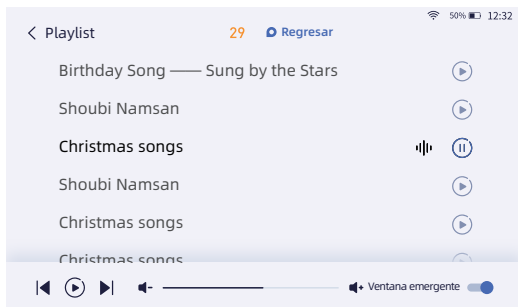 50% 12:32
Playlist 29 Regresar
Birthday Song —— Sung by the Stars
Shoubi Namsan
Christmas songs
Shoubi Namsan
Christmas songs
Christmas songs
Ventana emergente